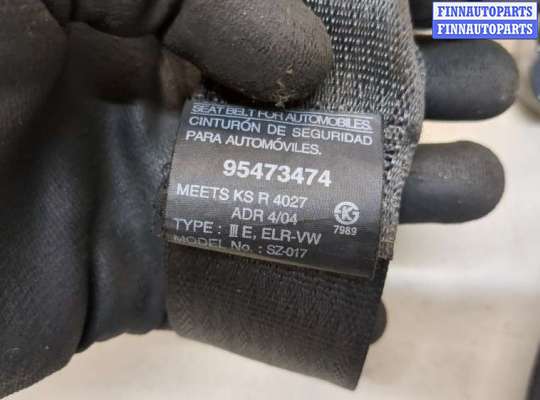 FINNAUTOPARTS
FINNAUTOPARTS
SEAT BELT FOR AUTOMOBILES.
CINTURÓN DE SEGURIDAD
PARA AUTOMÓVILES.
95473474
MEETS KS R 4027
ADR 4/04
TYPE : Ⅲ E, ELR-VW
MODEL No. : SZ-017
7989